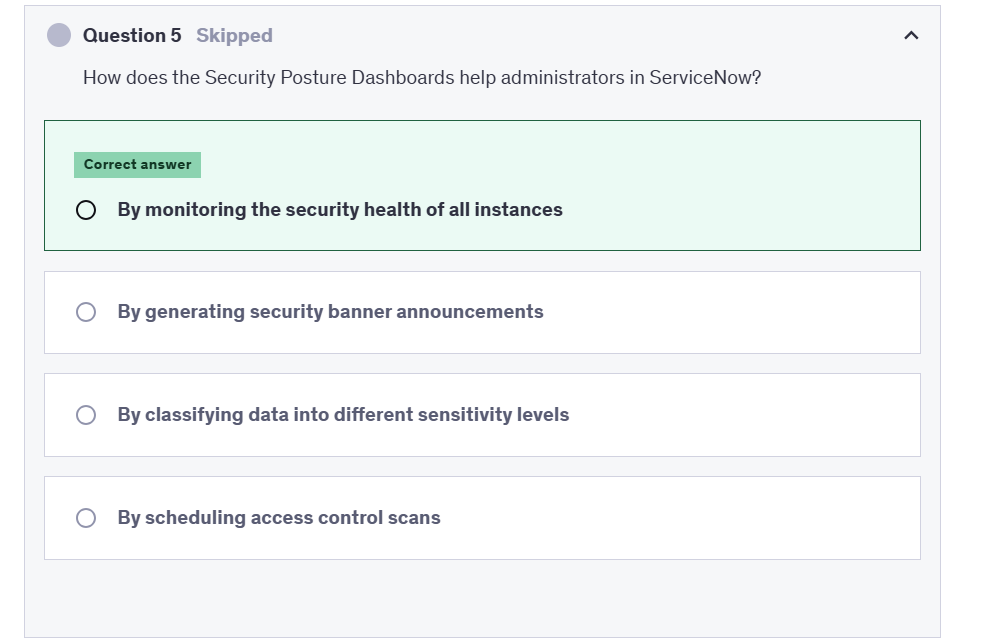 Question 5 Skipped
How does the Security Posture Dashboards help administrators in ServiceNow?
Correct answer
By monitoring the security health of all instances
By generating security banner announcements
By classifying data into different sensitivity levels
By scheduling access control scans